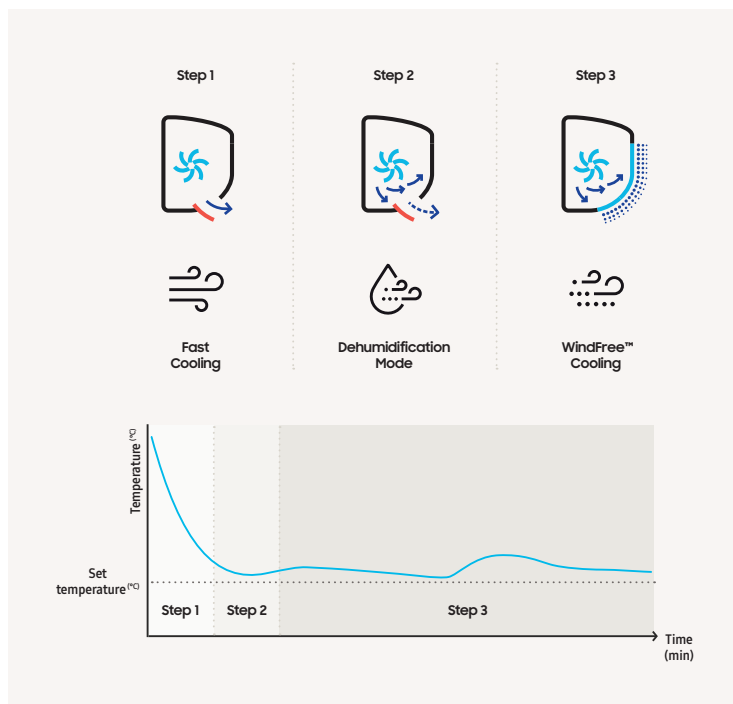 Step 1
Step 2
Step 3
Fast
Cooling
Dehumidification
Mode
WindFree™
Cooling
Temperature (°C)
Set
temperature (°C)
Step 1
Step 2
Step 3
Time
(min)